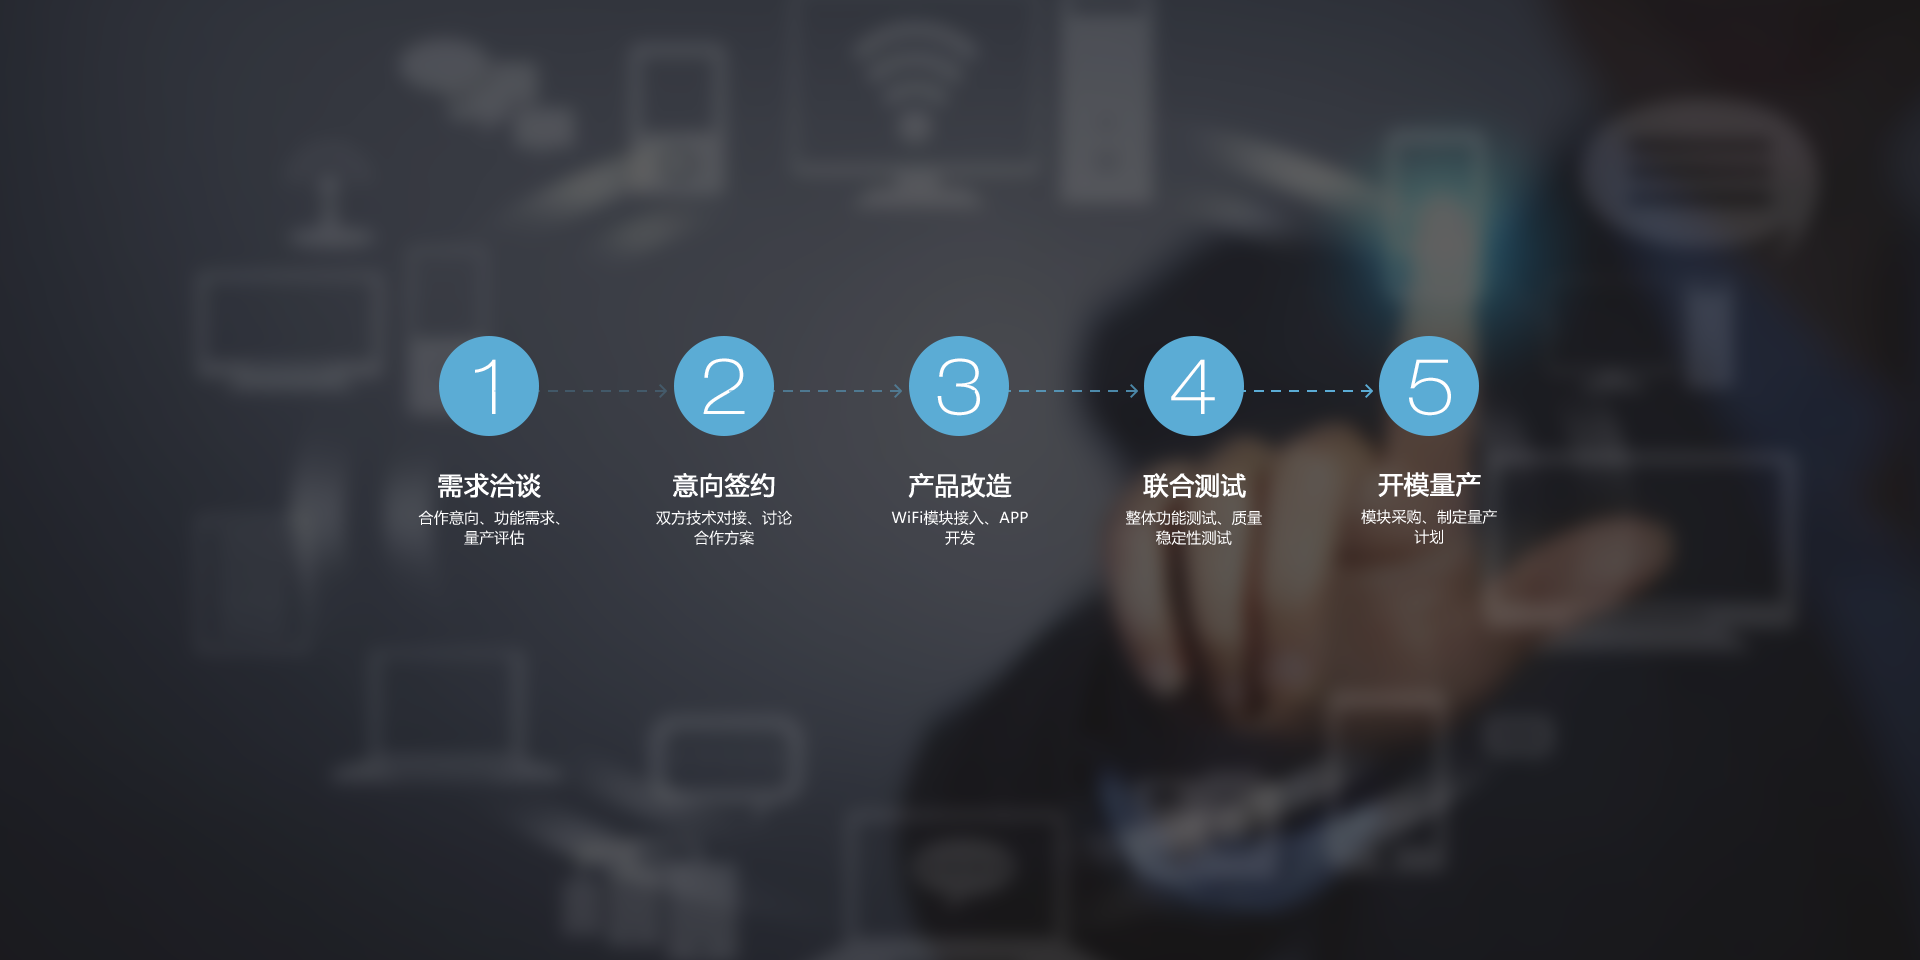 1
2
3
4
5
需求洽谈
合作意向、功能需求、
量产评估
意向签约
双方技术对接、讨论
合作方案
产品改造
WiFi模块接入、APP
开发
联合测试
整体功能测试、质量
稳定性测试
开模量产
模块采购、制定量产
计划